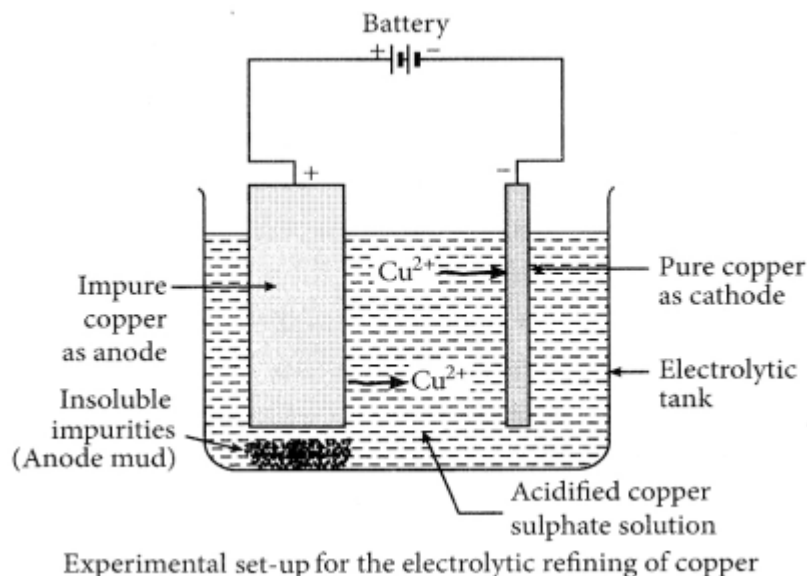 Battery
+ −
+ −
Cu²⁺
Impure
copper
as anode
Pure copper
as cathode
Cu²⁺
Electrolytic
tank
Insoluble
impurities
(Anode mud)
Acidified copper
sulphate solution
Experimental set-up for the electrolytic refining of copper